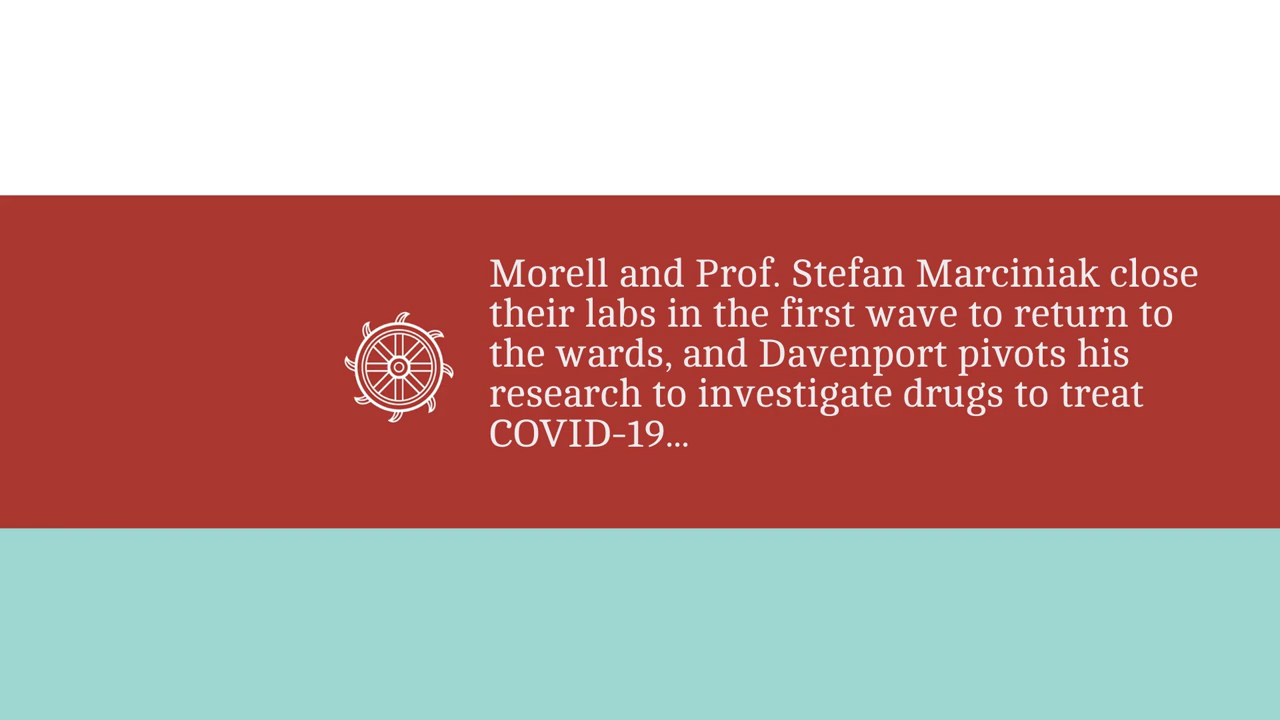 Morell and Prof. Stefan Marciniak close
their labs in the first wave to return to
the wards, and Davenport pivots his
research to investigate drugs to treat
COVID-19...